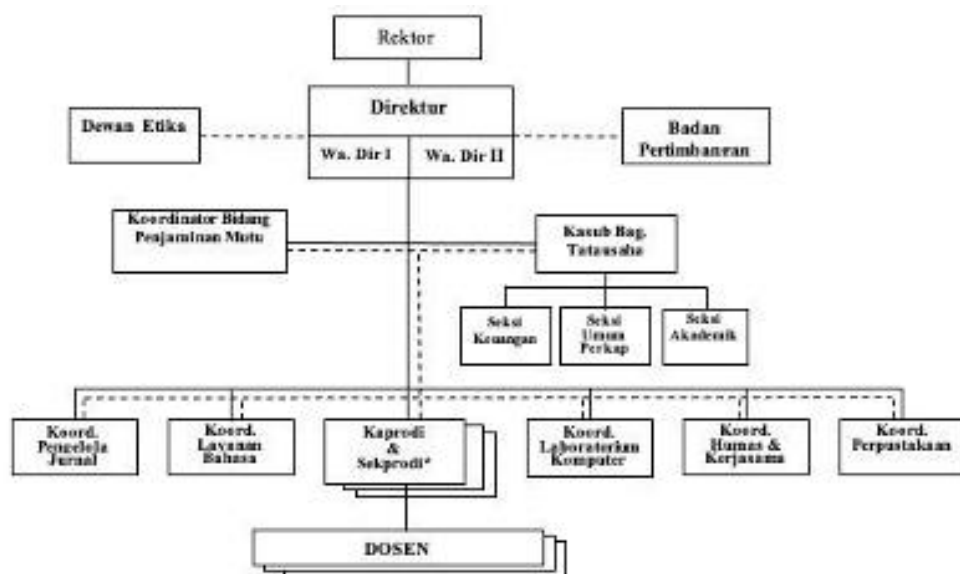 Rektor
Direktur
Dewan Etika
Badan
Pertimbangan
Wa. Dir I
Wa. Dir II
Koordinator Bidang
Penjaminan Mutu
Kasub Bag.
Tatausaha
Seksi
Keuangan
Seksi
Umum
Perkap
Seksi
Akademik
Koord.
Pengelola
Jurnal
Koord.
Layanan
Bahasa
Kaprodi
&
Sekprodi*
Koord.
Laboratorium
Komputer
Koord.
Humas &
Kerjasama
Koord.
Perpustakaan
DOSEN